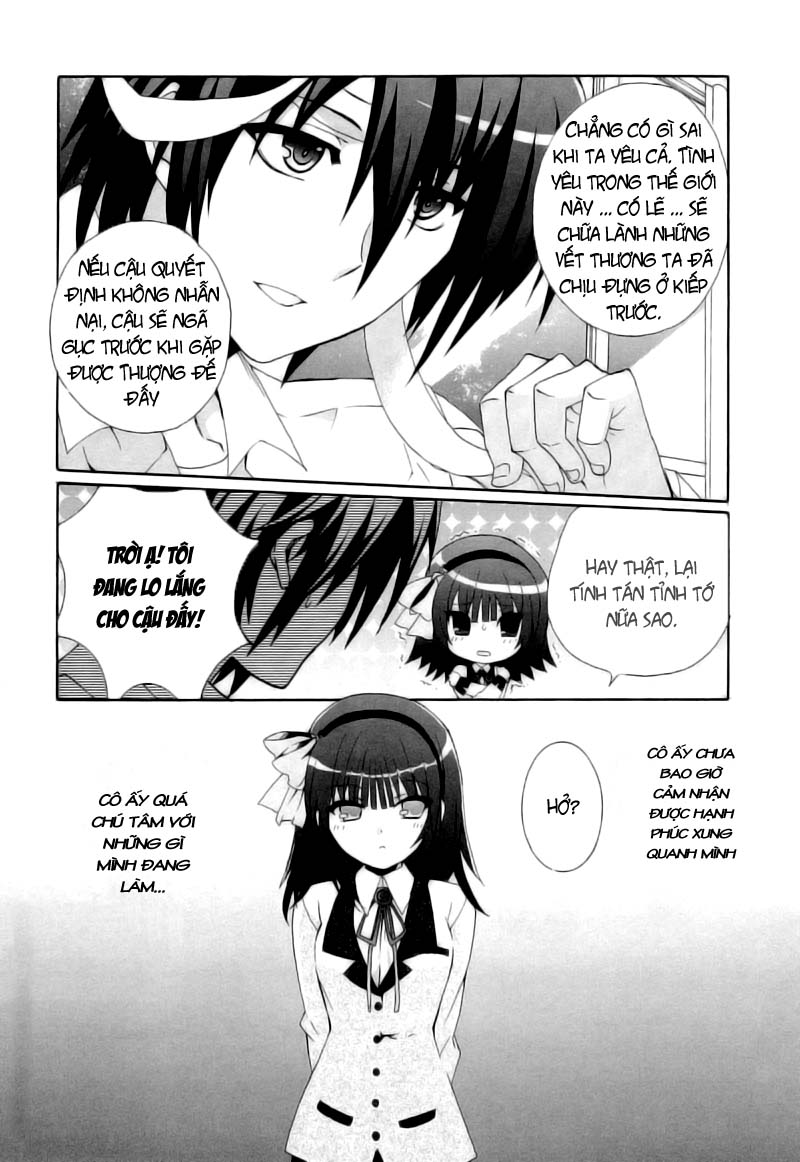 CHẲNG CÓ GÌ SAI
KHI TA YÊU CẢ. TÌNH
YÊU TRONG THẾ GIỚI
NÀY ... CÓ LẼ ... SẼ
CHỮA LÀNH NHỮNG
VẾT THƯƠNG TA ĐÃ
CHỊU ĐỰNG Ở KIẾP
TRƯỚC.
NẾU CẬU QUYẾT
ĐỊNH KHÔNG NHẪN
NẠI, CẬU SẼ NGÃ
GỤC TRƯỚC KHI GẶP
ĐƯỢC THƯỢNG ĐẾ
ĐẤY
HAY THẬT, LẠI
TÍNH TÁN TỈNH TỚ
NỮA SAO.
TRỜI Ạ! TÔI
ĐANG LO LẮNG
CHO CẬU ĐẤY!
CÔ ẤY CHƯA
BAO GIỜ
CẢM NHẬN
ĐƯỢC HẠNH
PHÚC XUNG
QUANH MÌNH
HỞ?
CÔ ẤY QUÁ
CHÚ TÂM VỚI
NHỮNG GÌ
MÌNH ĐANG
LÀM...